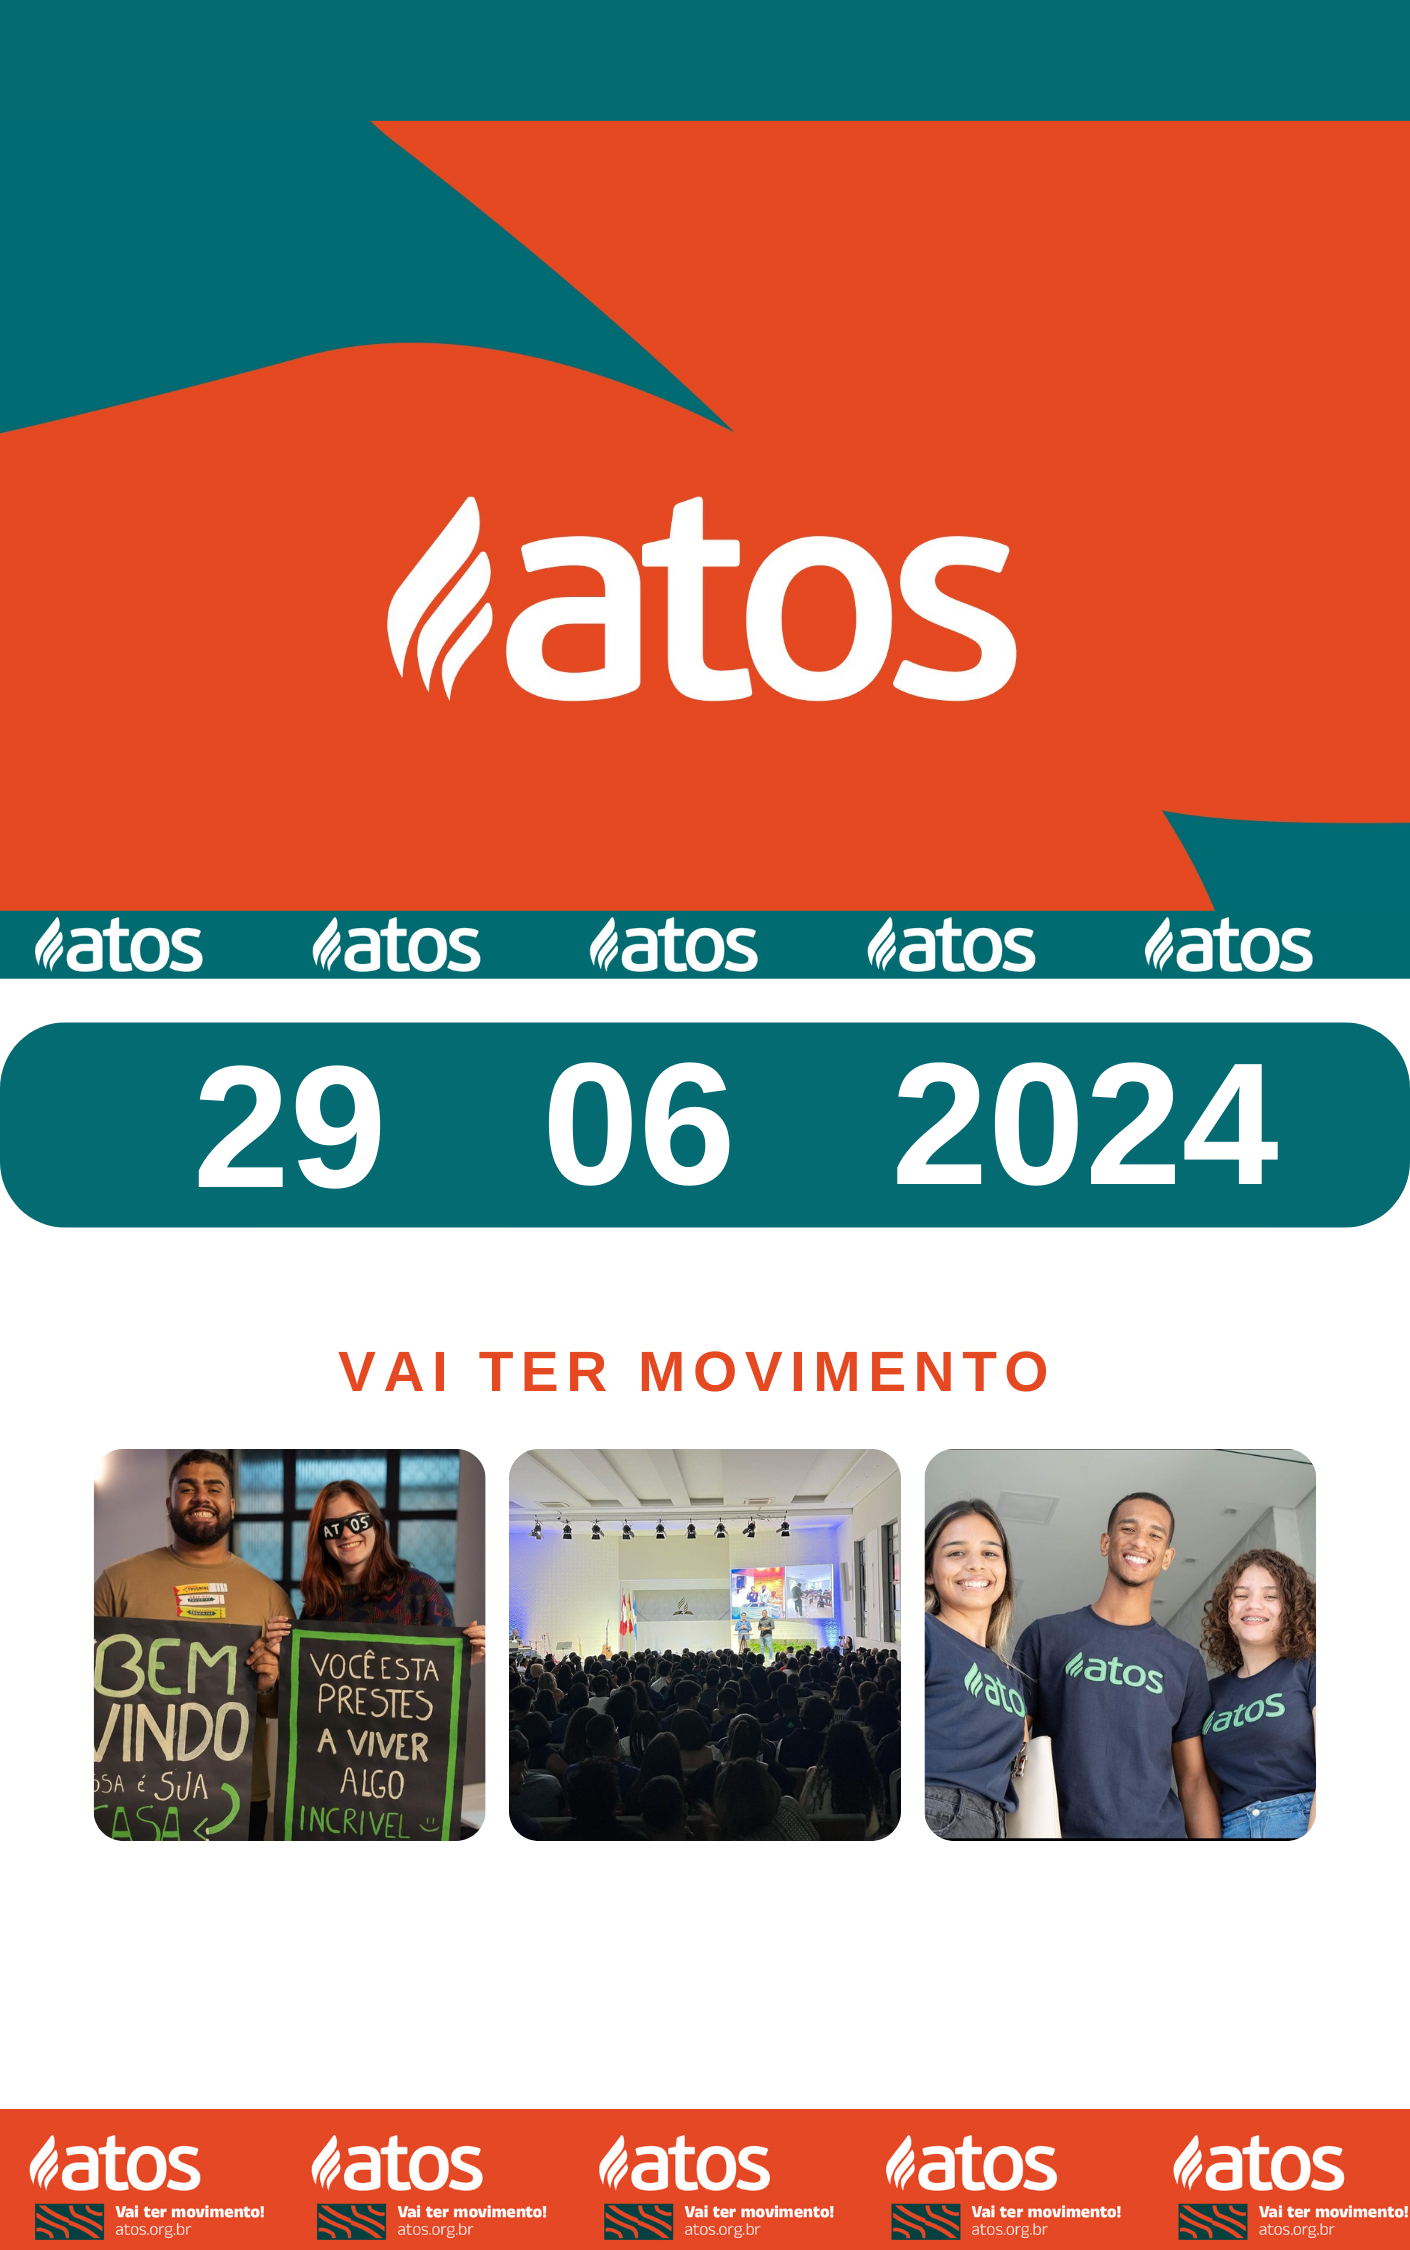 atos
atos atos atos atos atos
29 06 2024
VAI TER MOVIMENTO
ATOS
BEM
VINDO
É SUA
CASA
VOCÊ ESTA
PRESTES
A VIVER
ALGO
INCRIVEL
ato
atos
atos
atos atos atos atos atos
Vai ter movimento! Vai ter movimento! Vai ter movimento! Vai ter movimento! Vai ter movimento!
atos.org.br atos.org.br atos.org.br atos.org.br atos.org.br